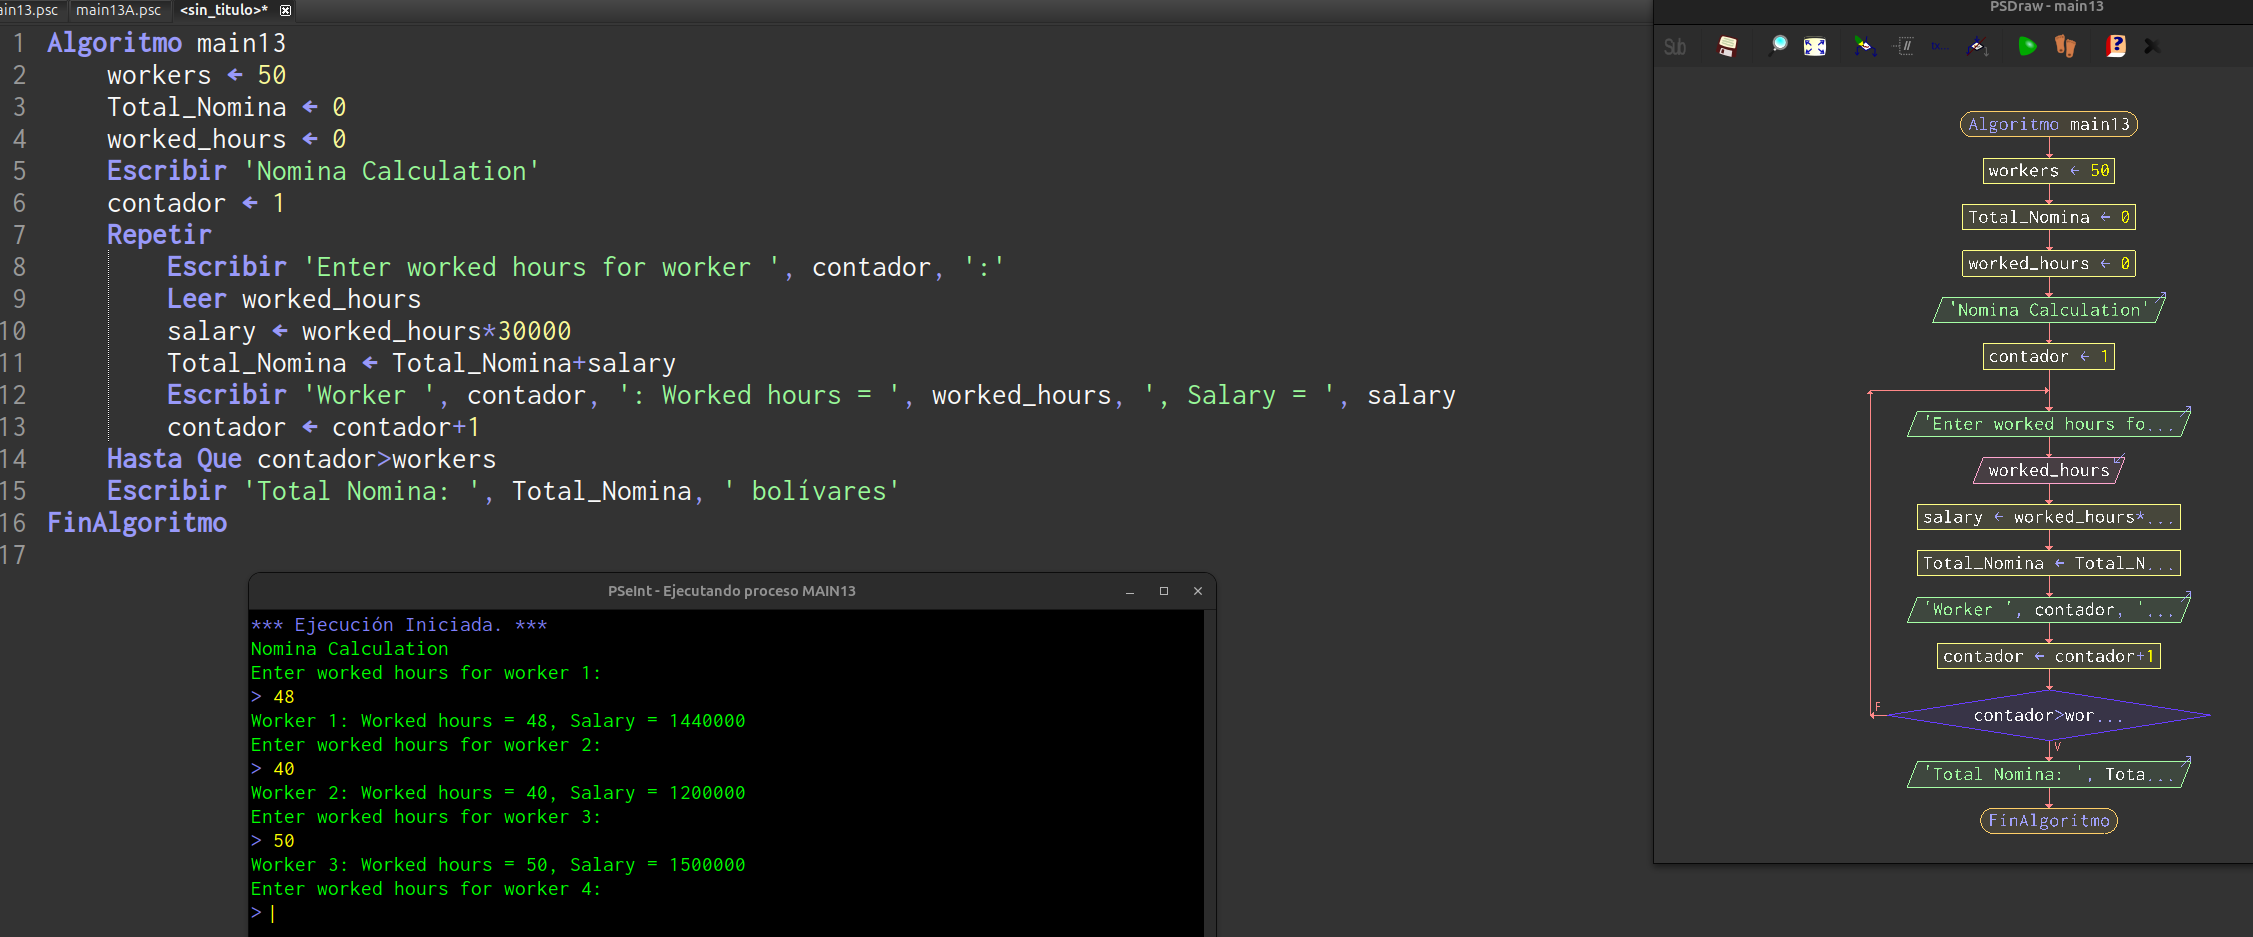 ain13.psc main13A.psc <sin_titulo>*
1 Algoritmo main13
2 workers ← 50
3 Total_Nomina ← 0
4 worked_hours ← 0
5 Escribir 'Nomina Calculation'
6 contador ← 1
7 Repetir
8 Escribir 'Enter worked hours for worker ', contador, ':'
9 Leer worked_hours
10 salary ← worked_hours*30000
11 Total_Nomina ← Total_Nomina+salary
12 Escribir 'Worker ', contador, ': Worked hours = ', worked_hours, ', Salary = ', salary
13 contador ← contador+1
14 Hasta Que contador>workers
15 Escribir 'Total Nomina: ', Total_Nomina, ' bolívares'
16 FinAlgoritmo
17
PSeInt - Ejecutando proceso MAIN13
*** Ejecución Iniciada. ***
Nomina Calculation
Enter worked hours for worker 1:
> 48
Worker 1: Worked hours = 48, Salary = 1440000
Enter worked hours for worker 2:
> 40
Worker 2: Worked hours = 40, Salary = 1200000
Enter worked hours for worker 3:
> 50
Worker 3: Worked hours = 50, Salary = 1500000
Enter worked hours for worker 4:
>
PSDraw - main13
Sub
Algoritmo main13
workers ← 50
Total_Nomina ← 0
worked_hours ← 0
'Nomina Calculation'
contador ← 1
'Enter worked hours fo...
worked_hours
salary ← worked_hours*...
Total_Nomina ← Total_N...
'Worker ', contador, '...
contador ← contador+1
F
contador>wor...
V
'Total Nomina: ', Tota...
FinAlgoritmo